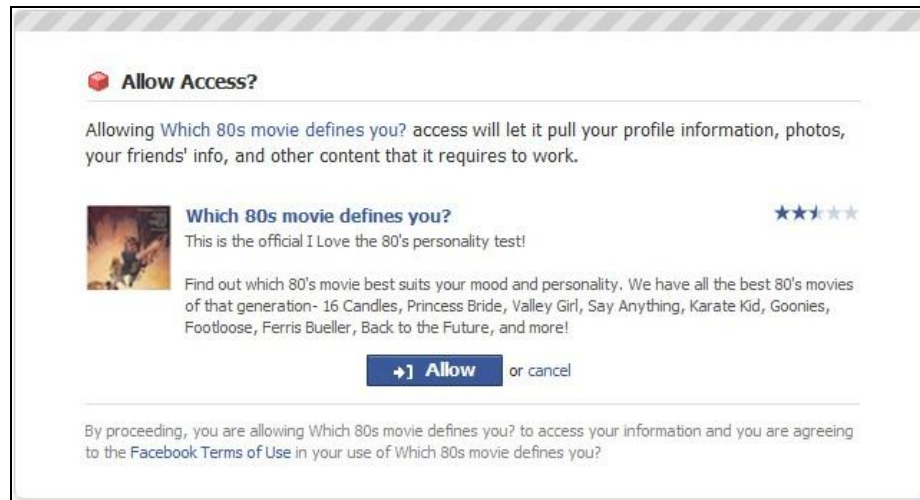 Allow Access?
Allowing Which 80s movie defines you? access will let it pull your profile information, photos,
your friends' info, and other content that it requires to work.
Which 80s movie defines you?
This is the official I Love the 80's personality test!
Find out which 80's movie best suits your mood and personality. We have all the best 80's movies
of that generation- 16 Candles, Princess Bride, Valley Girl, Say Anything, Karate Kid, Goonies,
Footloose, Ferris Bueller, Back to the Future, and more!
Allow or cancel
By proceeding, you are allowing Which 80s movie defines you? to access your information and you are agreeing
to the Facebook Terms of Use in your use of Which 80s movie defines you?